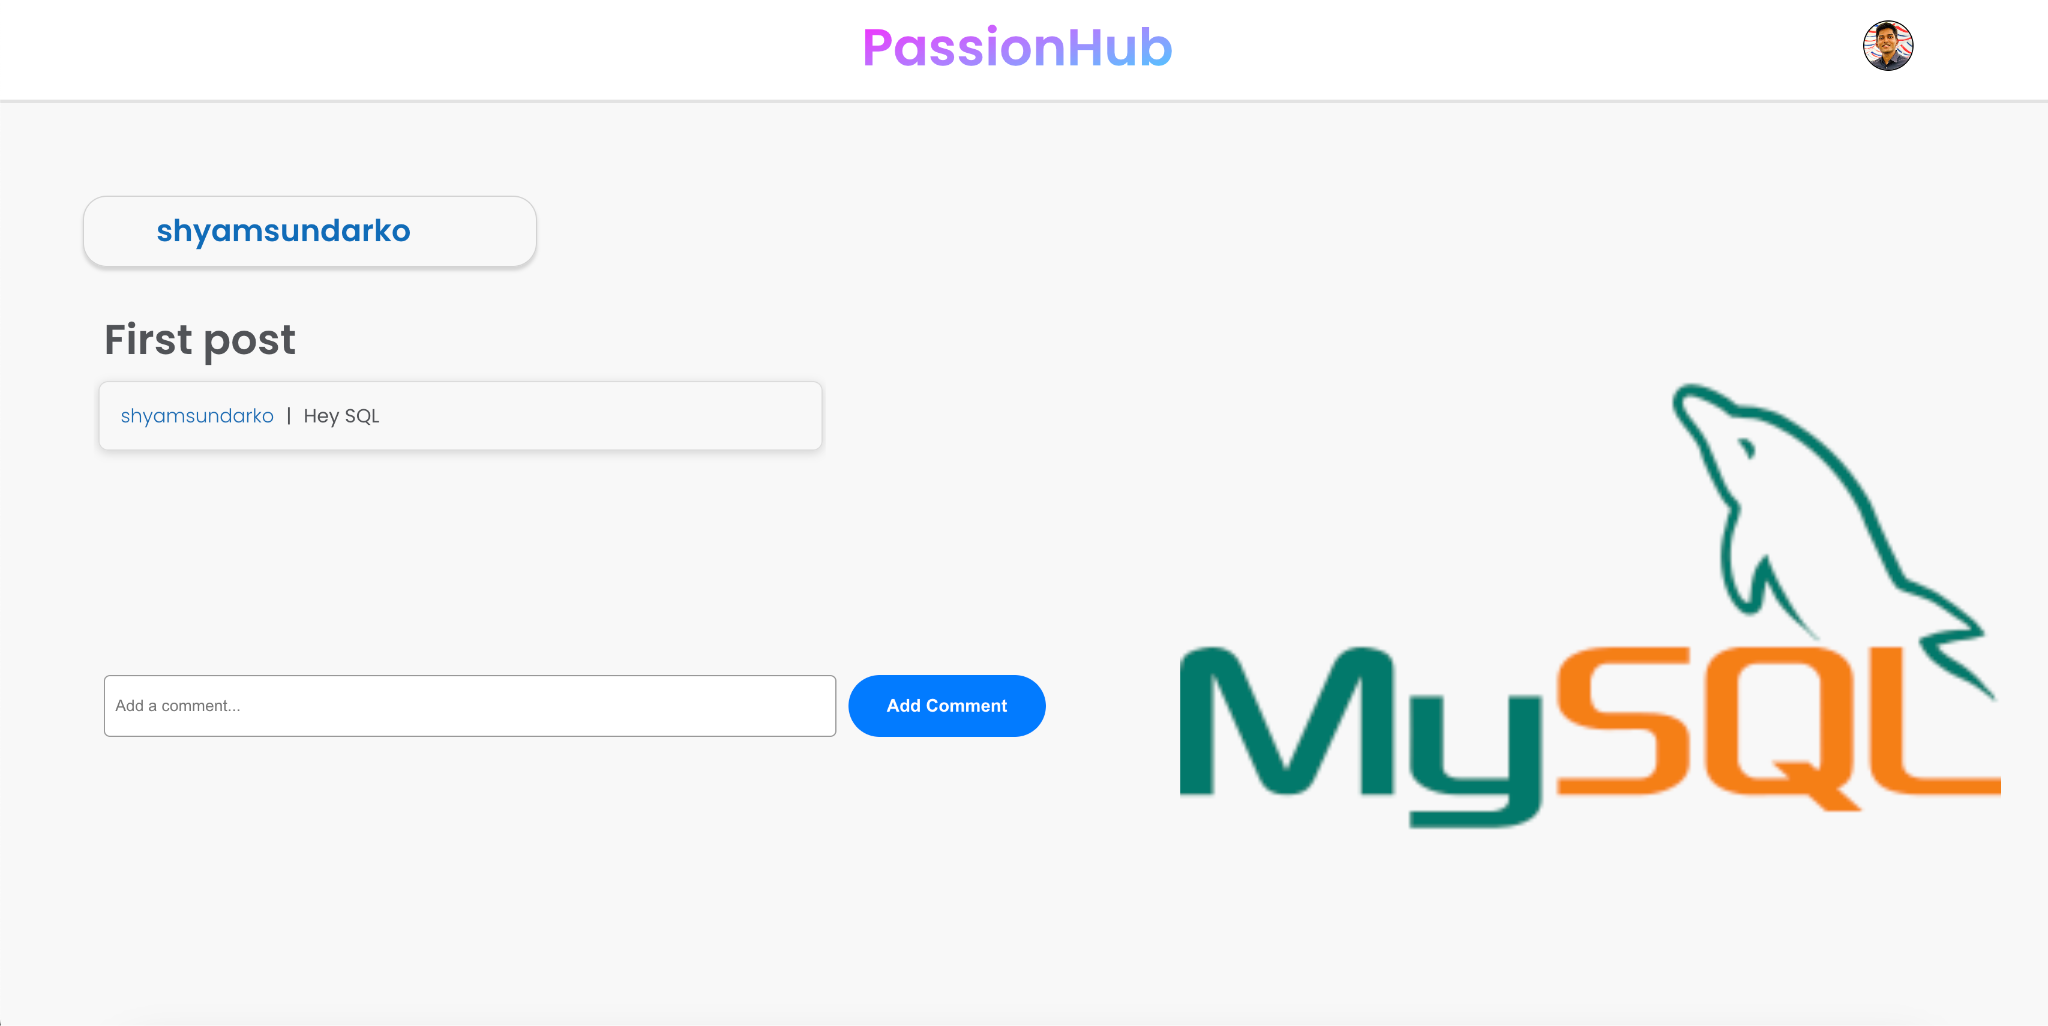 PassionHub
shyamsundarko
First post
shyamsundarko | Hey SQL
Add a comment...
Add Comment
MySQL